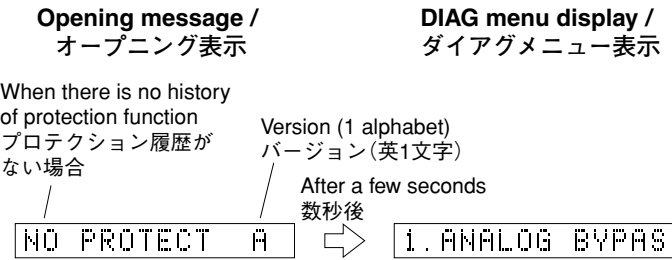 Opening message /
オープニング表示
DIAG menu display /
ダイアグメニュー表示
When there is no history
of protection function
プロテクション履歴が
ない場合
Version (1 alphabet)
バージョン（英1文字）
After a few seconds
数秒後
NO PROTECT A
1.ANALOG BYPAS